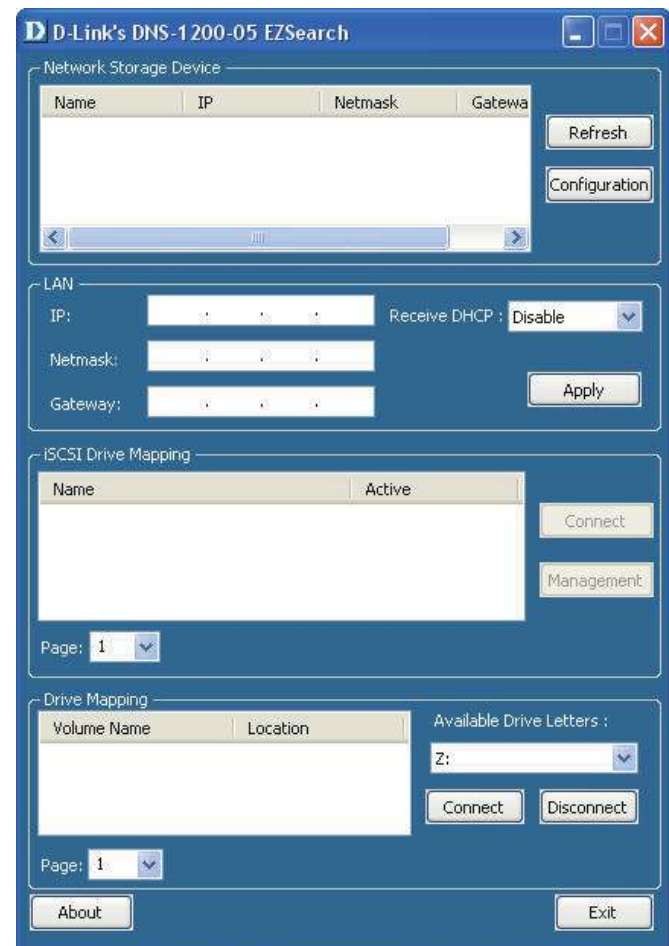 D D-Link's DNS-1200-05 EZSearch
Network Storage Device
Name IP Netmask Gatewa
Refresh
Configuration
LAN
IP: . . . Receive DHCP : Disable
Netmask: . . .
Apply
Gateway: . . .
iSCSI Drive Mapping
Name Active
Connect
Management
Page: 1
Drive Mapping
Volume Name Location Available Drive Letters :
Z:
Connect Disconnect
Page: 1
About Exit